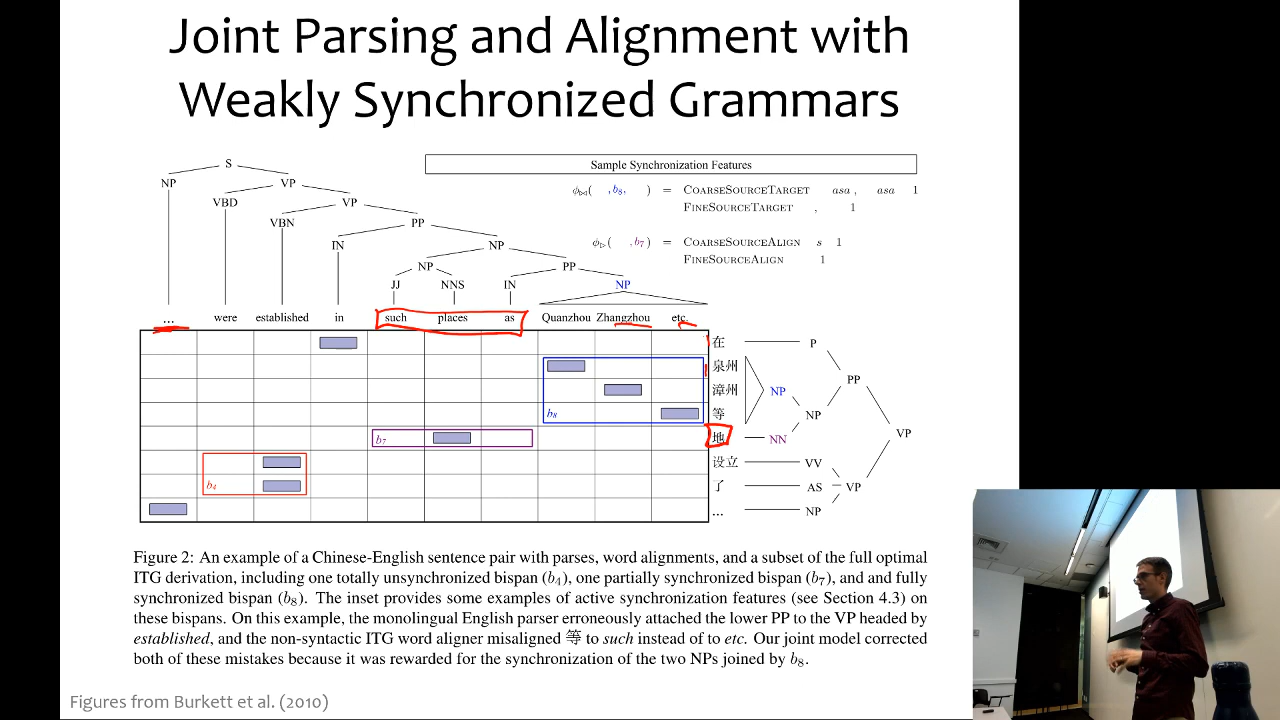 Joint Parsing and Alignment with
Weakly Synchronized Grammars
Sample Synchronization Features
S
NP VP
VBD VP
VBN PP
IN NP
NP PP
JJ NNS IN NP
ϕ⋈( , b8, ) = COARSESOURCETARGET asa , asa 1
FINESOURCETARGET , 1
ϕ▷( , b7) = COARSESOURCEALIGN s 1
FINESOURCEALIGN 1
... were established in such places as Quanzhou Zhangzhou etc.
在 P
泉州
漳州 NP
等
地 NN
设立 VV
了 AS
... NP
PP
NP
VP
VP
b8
b7
b4
Figure 2: An example of a Chinese-English sentence pair with parses, word alignments, and a subset of the full optimal
ITG derivation, including one totally unsynchronized bispan (b4), one partially synchronized bispan (b7), and and fully
synchronized bispan (b8). The inset provides some examples of active synchronization features (see Section 4.3) on
these bispans. On this example, the monolingual English parser erroneously attached the lower PP to the VP headed by
established, and the non-syntactic ITG word aligner misaligned 等 to such instead of to etc. Our joint model corrected
both of these mistakes because it was rewarded for the synchronization of the two NPs joined by b8.
Figures from Burkett et al. (2010)